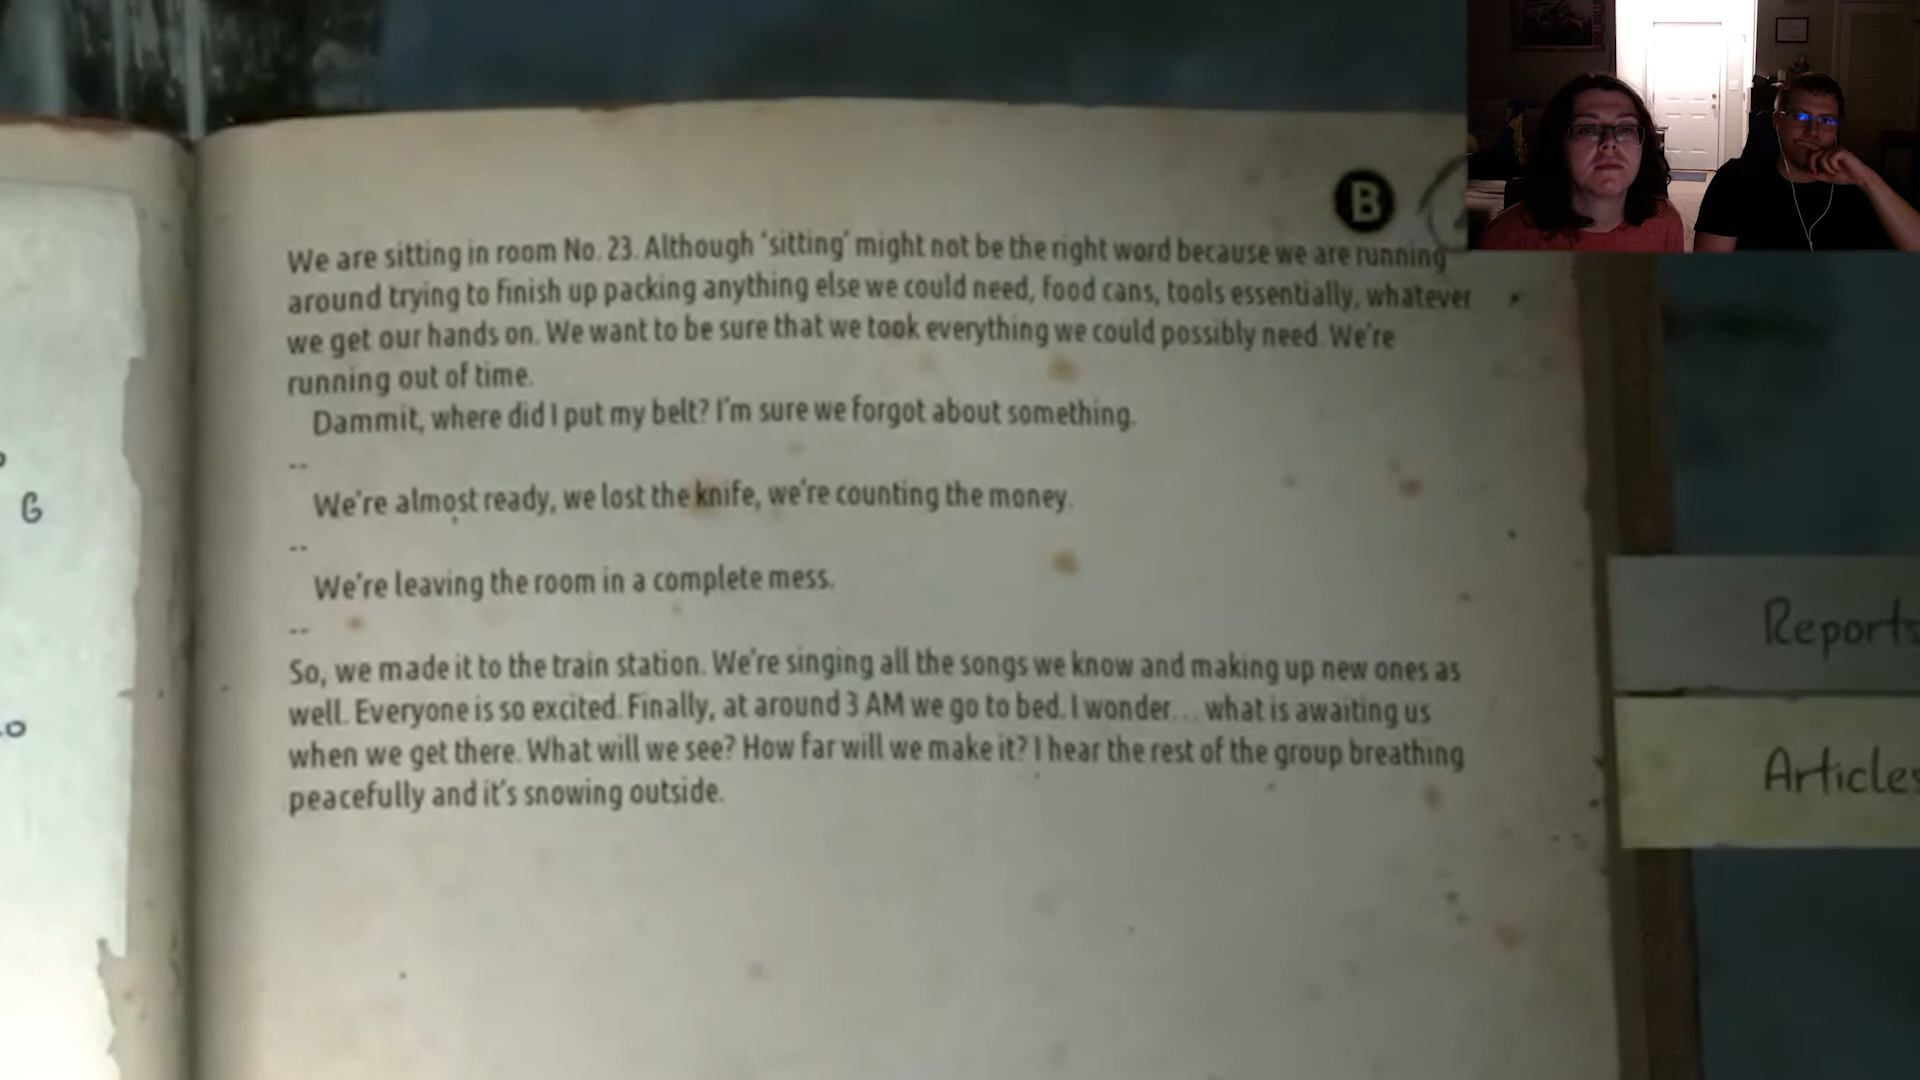 B
We are sitting in room No. 23. Although 'sitting' might not be the right word because we are running
around trying to finish up packing anything else we could need, food cans, tools essentially, whatever
we get our hands on. We want to be sure that we took everything we could possibly need. We're
running out of time.
Dammit, where did I put my belt? I'm sure we forgot about something.
--
We're almost ready, we lost the knife, we're counting the money.
--
We're leaving the room in a complete mess.
--
So, we made it to the train station. We're singing all the songs we know and making up new ones as
well. Everyone is so excited. Finally, at around 3 AM we go to bed. I wonder... what is awaiting us
when we get there. What will we see? How far will we make it? I hear the rest of the group breathing
peacefully and it's snowing outside.
G
Reports
Articles